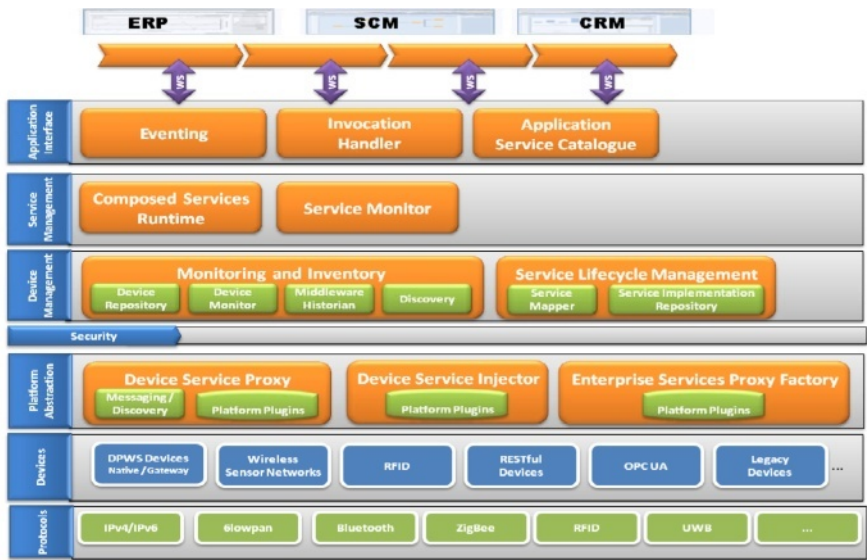 ERP
SCM
CRM
WS
WS
WS
WS
Application
Interface
Eventing
Invocation
Handler
Application
Service Catalogue
Service
Management
Composed Services
Runtime
Service Monitor
Device
Management
Monitoring and Inventory
Device
Repository
Device
Monitor
Middleware
Historian
Discovery
Service Lifecycle Management
Service
Mapper
Service Implementation
Repository
Security
Platform
Abstraction
Device Service Proxy
Messaging /
Discovery
Platform Plugins
Device Service Injector
Platform Plugins
Enterprise Services Proxy Factory
Platform Plugins
Devices
DPWS Devices
Native / Gateway
Wireless
Sensor Networks
RFID
RESTful
Devices
OPC UA
Legacy
Devices
...
Protocols
IPv4/IPv6
6lowpan
Bluetooth
ZigBee
RFID
UWB
...